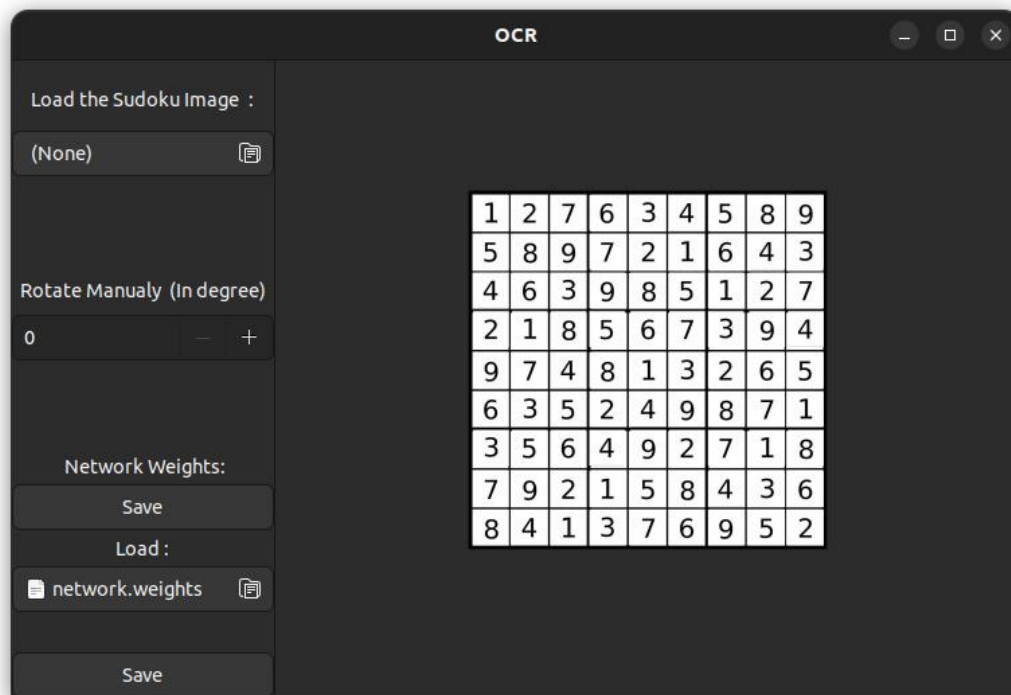 OCR
Load the Sudoku Image :
(None)
Rotate Manualy (In degree)
0
Network Weights:
Save
Load :
network.weights
Save
1 2 7 6 3 4 5 8 9
5 8 9 7 2 1 6 4 3
4 6 3 9 8 5 1 2 7
2 1 8 5 6 7 3 9 4
9 7 4 8 1 3 2 6 5
6 3 5 2 4 9 8 7 1
3 5 6 4 9 2 7 1 8
7 9 2 1 5 8 4 3 6
8 4 1 3 7 6 9 5 2